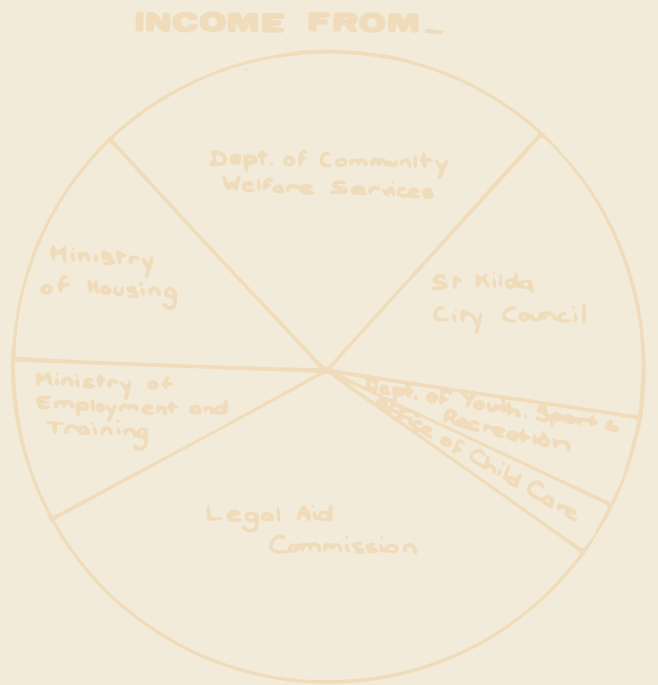 INCOME FROM_
Dept. of Community
Welfare Services
Ministry
of Housing
St Kilda
City Council
Ministry of
Employment and
Training
Dept. of Youth. Sport &
Recreation
Office of Child Care
Legal Aid
Commission